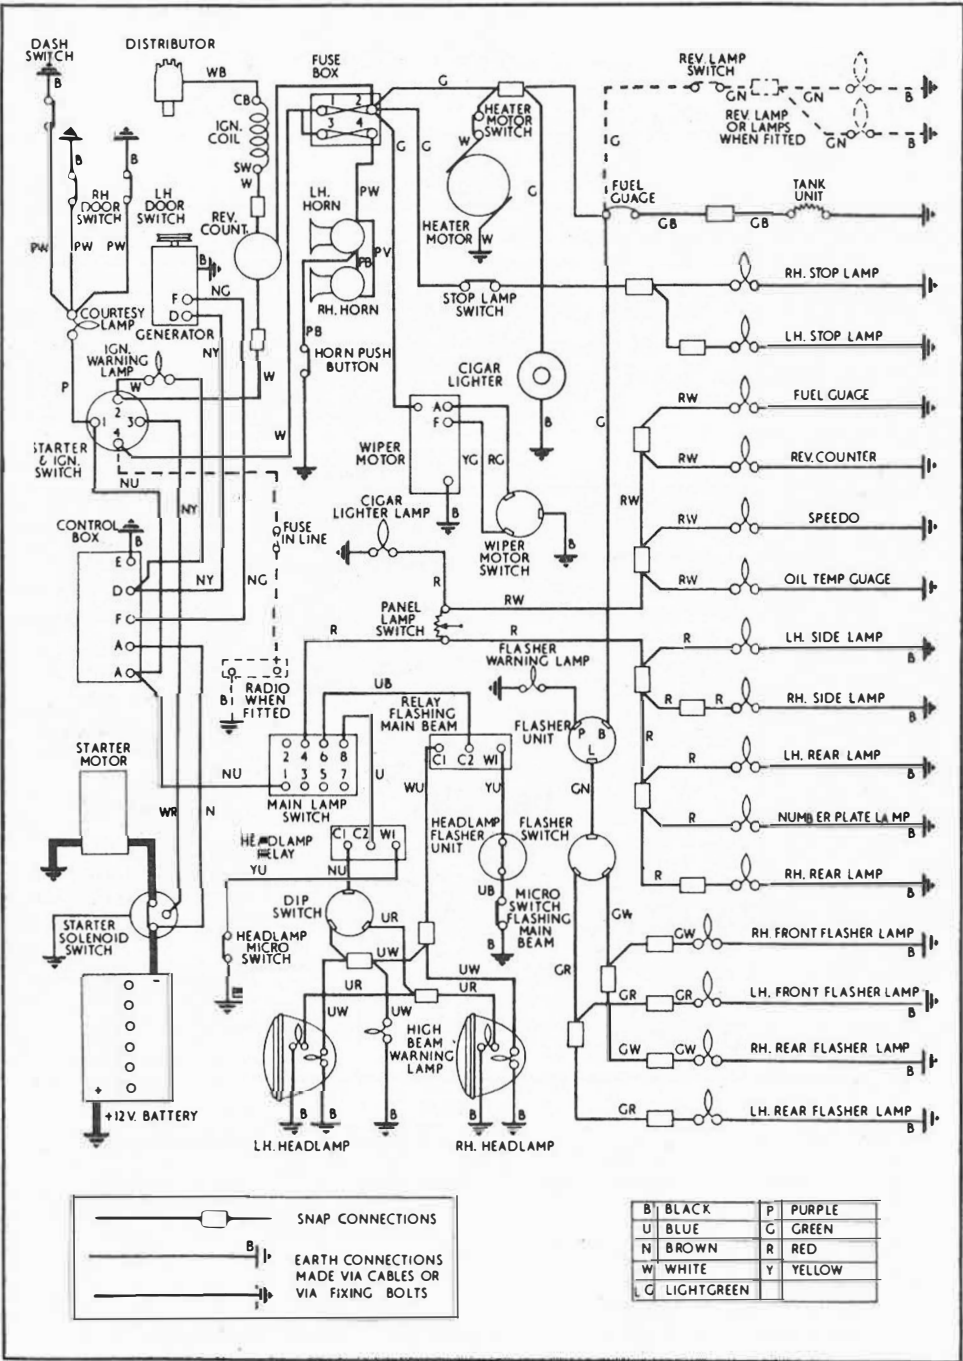 DASH SWITCH
DISTRIBUTOR
FUSE BOX
REV. LAMP SWITCH
B
WB
CB
IGN. COIL
SW
W
1 2
3 4
G
HEATER MOTOR SWITCH
W
GN
GN
B
REV. LAMP OR LAMPS WHEN FITTED
GN
B
G
B
B
RH DOOR SWITCH
LH DOOR SWITCH
REV. COUNT.
LH. HORN
PW
G
G
HEATER MOTOR
W
G
FUEL GUAGE
TANK UNIT
GB
GB
PW
PW
PW
B
F
D
NG
GENERATOR
NY
PB
PV
RH. HORN
STOP LAMP SWITCH
RH. STOP LAMP
COURTESY LAMP
IGN. WARNING LAMP
W
W
PB
HORN PUSH BUTTON
CIGAR LIGHTER
LH. STOP LAMP
P
2
1 3
4
STARTER & IGN. SWITCH
W
A
F
WIPER MOTOR
B
G
RW
FUEL GUAGE
YG
RG
RW
REV. COUNTER
NU
NY
CIGAR LIGHTER LAMP
B
RW
CONTROL BOX
B
FUSE IN LINE
WIPER MOTOR SWITCH
B
RW
SPEEDO
E
D
F
A
A
NY
NG
R
RW
RW
OIL TEMP GUAGE
PANEL LAMP SWITCH
R
R
R
LH. SIDE LAMP
B
RADIO WHEN FITTED
FLASHER WARNING LAMP
UB
RELAY FLASHING MAIN BEAM
FLASHER UNIT
P B
L
R
R
RH. SIDE LAMP
R
STARTER MOTOR
NU
2 4 6 8
1 3 5 7
MAIN LAMP SWITCH
U
C1 C2 W1
WU
YU
GN
R
LH. REAR LAMP
WR
N
HEADLAMP RELAY
C1 C2 W1
HEADLAMP FLASHER UNIT
FLASHER SWITCH
R
NUMBER PLATE LAMP
B
YU
NU
UB
MICRO SWITCH FLASHING MAIN BEAM
B
R
RH. REAR LAMP
B
STARTER SOLENOID SWITCH
DIP SWITCH
UR
HEADLAMP MICRO SWITCH
UW
UR
UW
UR
GW
GR
GW
RH. FRONT FLASHER LAMP
B
-
UW
UW
HIGH BEAM WARNING LAMP
GR
GR
LH. FRONT FLASHER LAMP
B
GW
GW
RH. REAR FLASHER LAMP
B
+
+12V. BATTERY
B
B
B
B
B
LH. HEADLAMP
RH. HEADLAMP
GR
LH. REAR FLASHER LAMP
B
SNAP CONNECTIONS
B
EARTH CONNECTIONS
MADE VIA CABLES OR
VIA FIXING BOLTS
B BLACK P PURPLE
U BLUE G GREEN
N BROWN R RED
W WHITE Y YELLOW
LG LIGHTGREEN